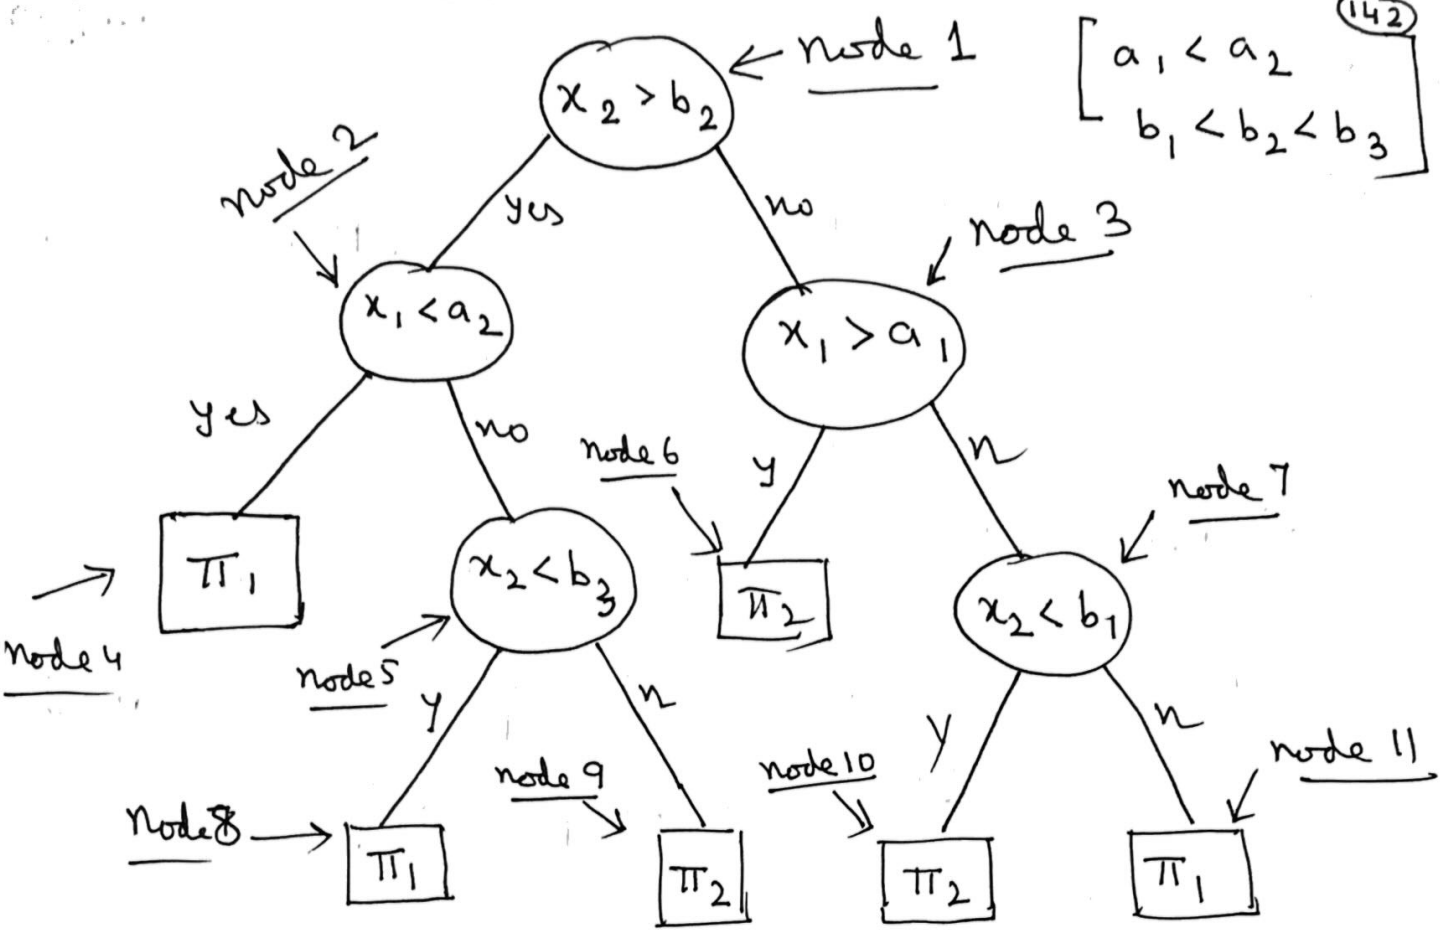 142
x₂ > b₂
← node 1
[ a₁ < a₂
b₁ < b₂ < b₃ ]
node 2
yes
no
node 3
x₁ < a₂
x₁ > a₁
yes
no
node 6
y
n
node 7
π₁
x₂ < b₃
π₂
x₂ < b₁
node 4
node 5
y
n
y
n
node 9
node 10
node 11
node 8
π₁
π₂
π₂
π₁